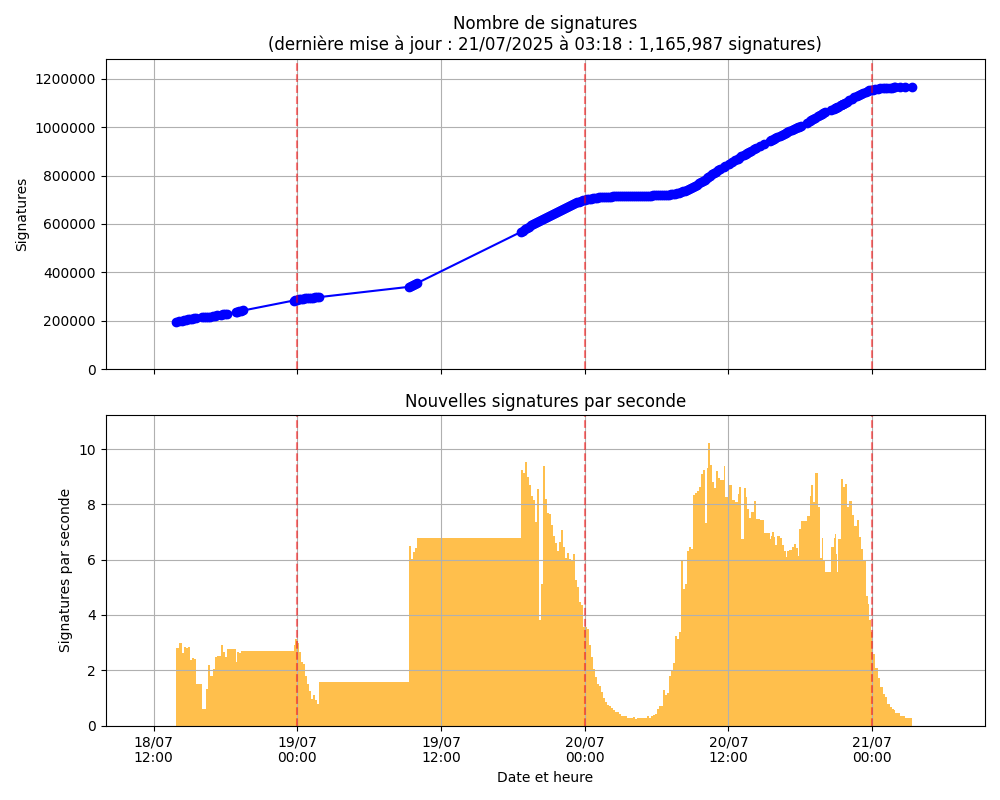 Nombre de signatures
(dernière mise à jour : 21/07/2025 à 03:18 : 1,165,987 signatures)
1200000
1000000
800000
600000
400000
200000
0
Signatures
Nouvelles signatures par seconde
10
8
6
4
2
0
Signatures par seconde
18/07 19/07 19/07 20/07 20/07 21/07
12:00 00:00 12:00 00:00 12:00 00:00
Date et heure